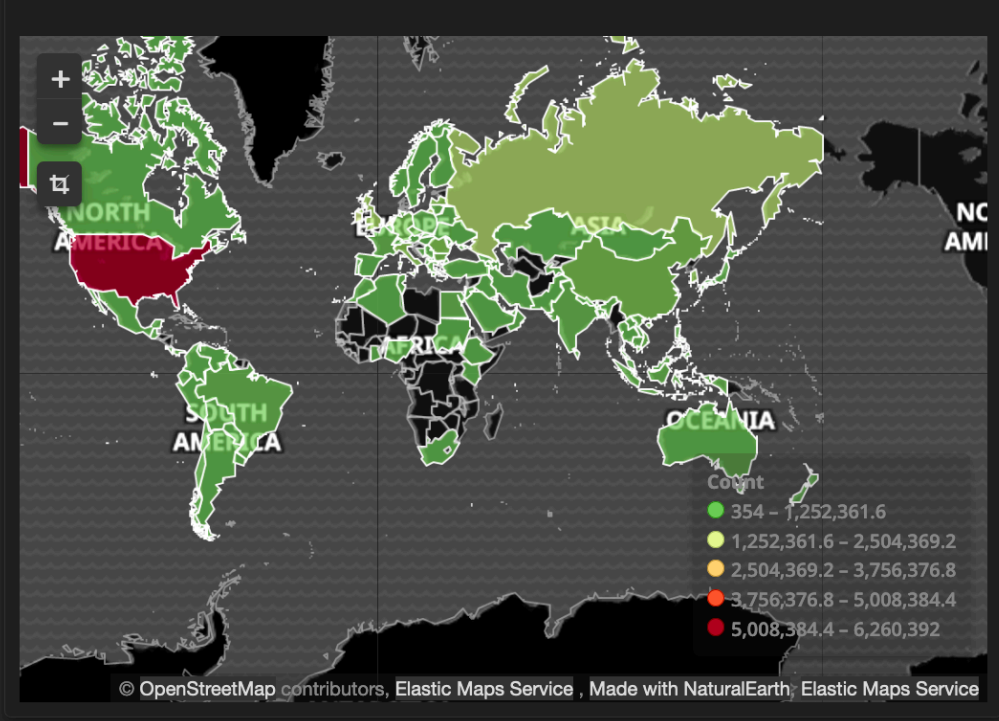 +
−
NORTH
AMERICA
EUROPE
ASIA
NO
AM
AFRICA
SOUTH
AMERICA
OCEANIA
Count
354 – 1,252,361.6
1,252,361.6 – 2,504,369.2
2,504,369.2 – 3,756,376.8
3,756,376.8 – 5,008,384.4
5,008,384.4 – 6,260,392
© OpenStreetMap contributors, Elastic Maps Service , Made with NaturalEarth, Elastic Maps Service